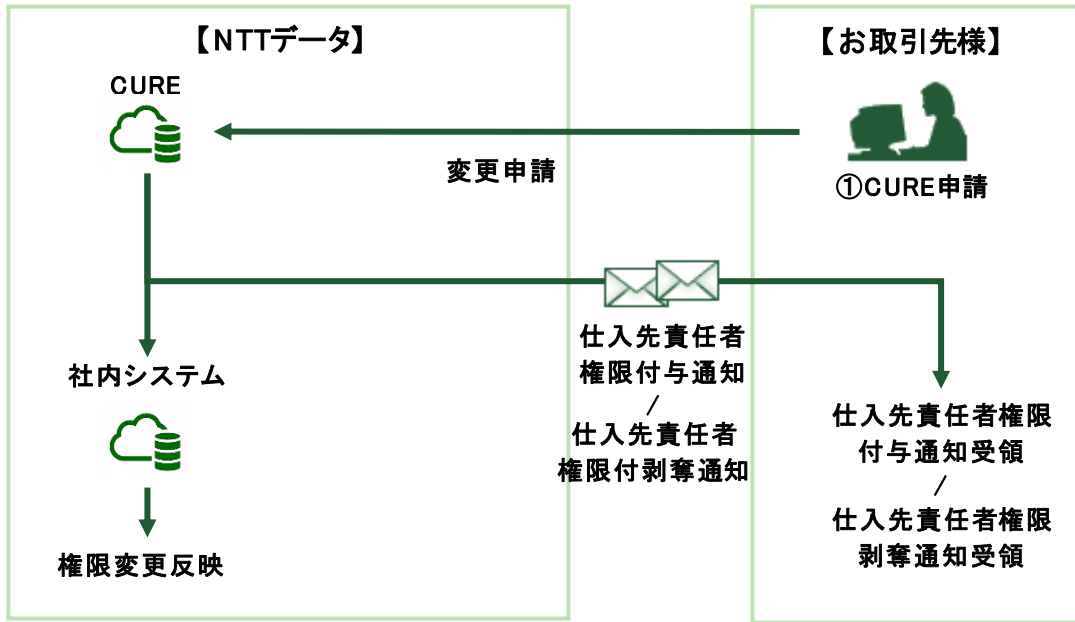 【NTTデータ】
【お取引先様】
CURE
変更申請
①CURE申請
仕入先責任者
権限付与通知
/
仕入先責任者
権限付剥奪通知
社内システム
権限変更反映
仕入先責任者権限
付与通知受領
/
仕入先責任者権限
剥奪通知受領